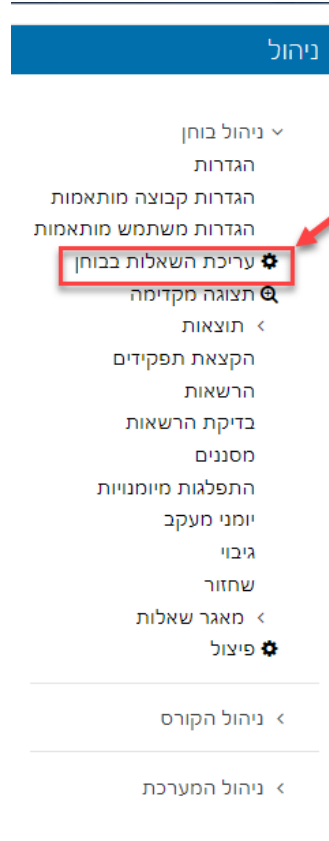 ניהול
ניהול בוחן
הגדרות
הגדרות קבוצה מותאמות
הגדרות משתמש מותאמות
עריכת השאלות בבוחן
תצוגה מקדימה
תוצאות
הקצאת תפקידים
הרשאות
בדיקת הרשאות
מסננים
התפלגות מיומנויות
יומני מעקב
גיבוי
שחזור
מאגר שאלות
פיצול
ניהול הקורס
ניהול המערכת